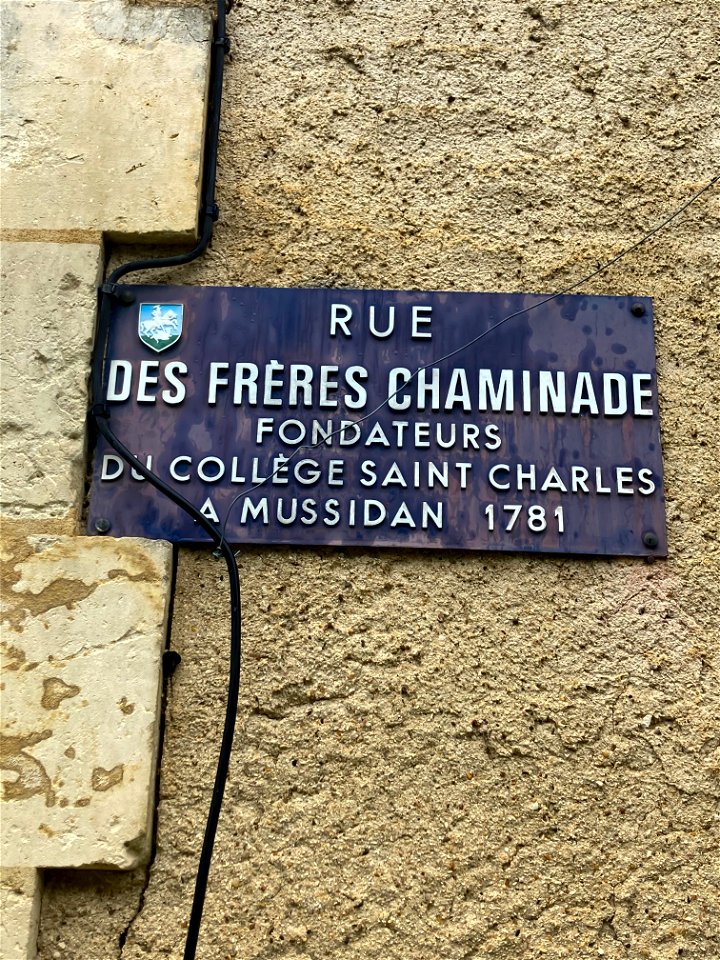 RUE
DES FRÈRES CHAMINADE
FONDATEURS
DU COLLÈGE SAINT CHARLES
A MUSSIDAN 1781